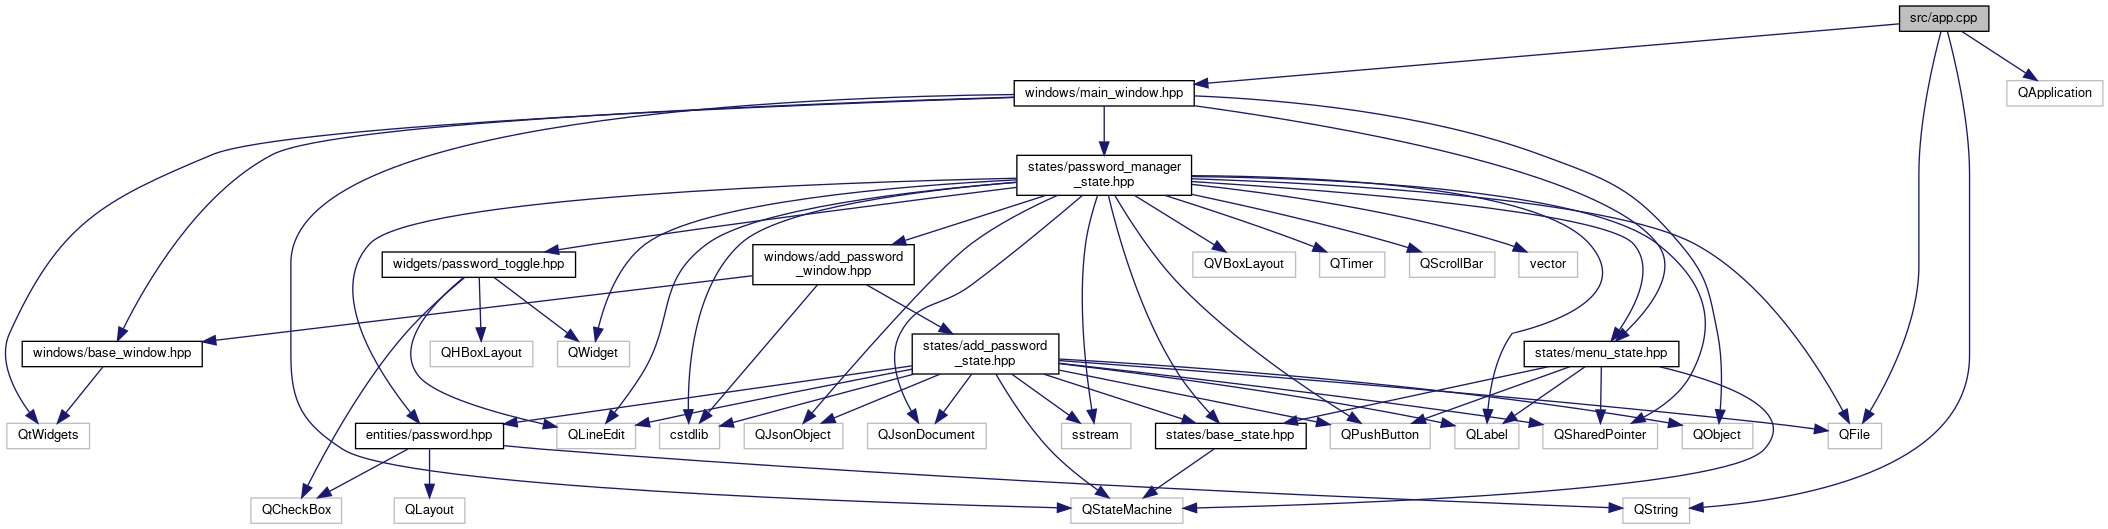 src/app.cpp
windows/main_window.hpp
QApplication
states/password_manager
_state.hpp
widgets/password_toggle.hpp
windows/add_password
_window.hpp
QVBoxLayout
QTimer
QScrollBar
vector
windows/base_window.hpp
QHBoxLayout
QWidget
states/add_password
_state.hpp
states/menu_state.hpp
QtWidgets
entities/password.hpp
QLineEdit
cstdlib
QJsonObject
QJsonDocument
sstream
states/base_state.hpp
QPushButton
QLabel
QSharedPointer
QObject
QFile
QCheckBox
QLayout
QStateMachine
QString